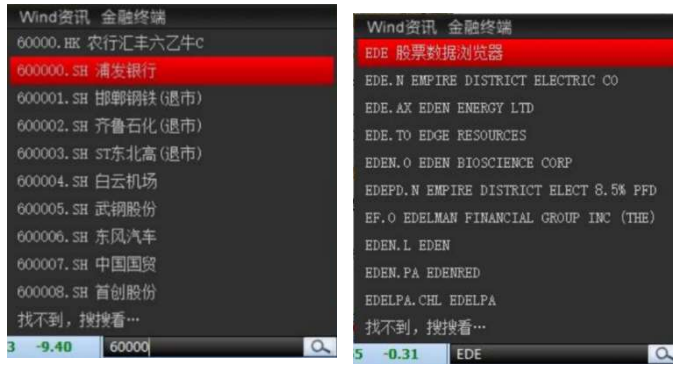 Wind资讯 金融终端
60000.HK 农行汇丰六乙牛C
600000.SH 浦发银行
600001.SH 邯郸钢铁(退市)
600002.SH 齐鲁石化(退市)
600003.SH ST东北高(退市)
600004.SH 白云机场
600005.SH 武钢股份
600006.SH 东风汽车
600007.SH 中国国贸
600008.SH 首创股份
找不到，搜搜看…
3 -9.40 60000
Wind资讯 金融终端
EDE 股票数据浏览器
EDE.N EMPIRE DISTRICT ELECTRIC CO
EDE.AX EDEN ENERGY LTD
EDE.TO EDGE RESOURCES
EDEN.O EDEN BIOSCIENCE CORP
EDEPD.N EMPIRE DISTRICT ELECT 8.5% PFD
EF.O EDELMAN FINANCIAL GROUP INC (THE)
EDEN.L EDEN
EDEN.PA EDENRED
EDELPA.CHL EDELPA
找不到，搜搜看…
5 -0.31 EDE